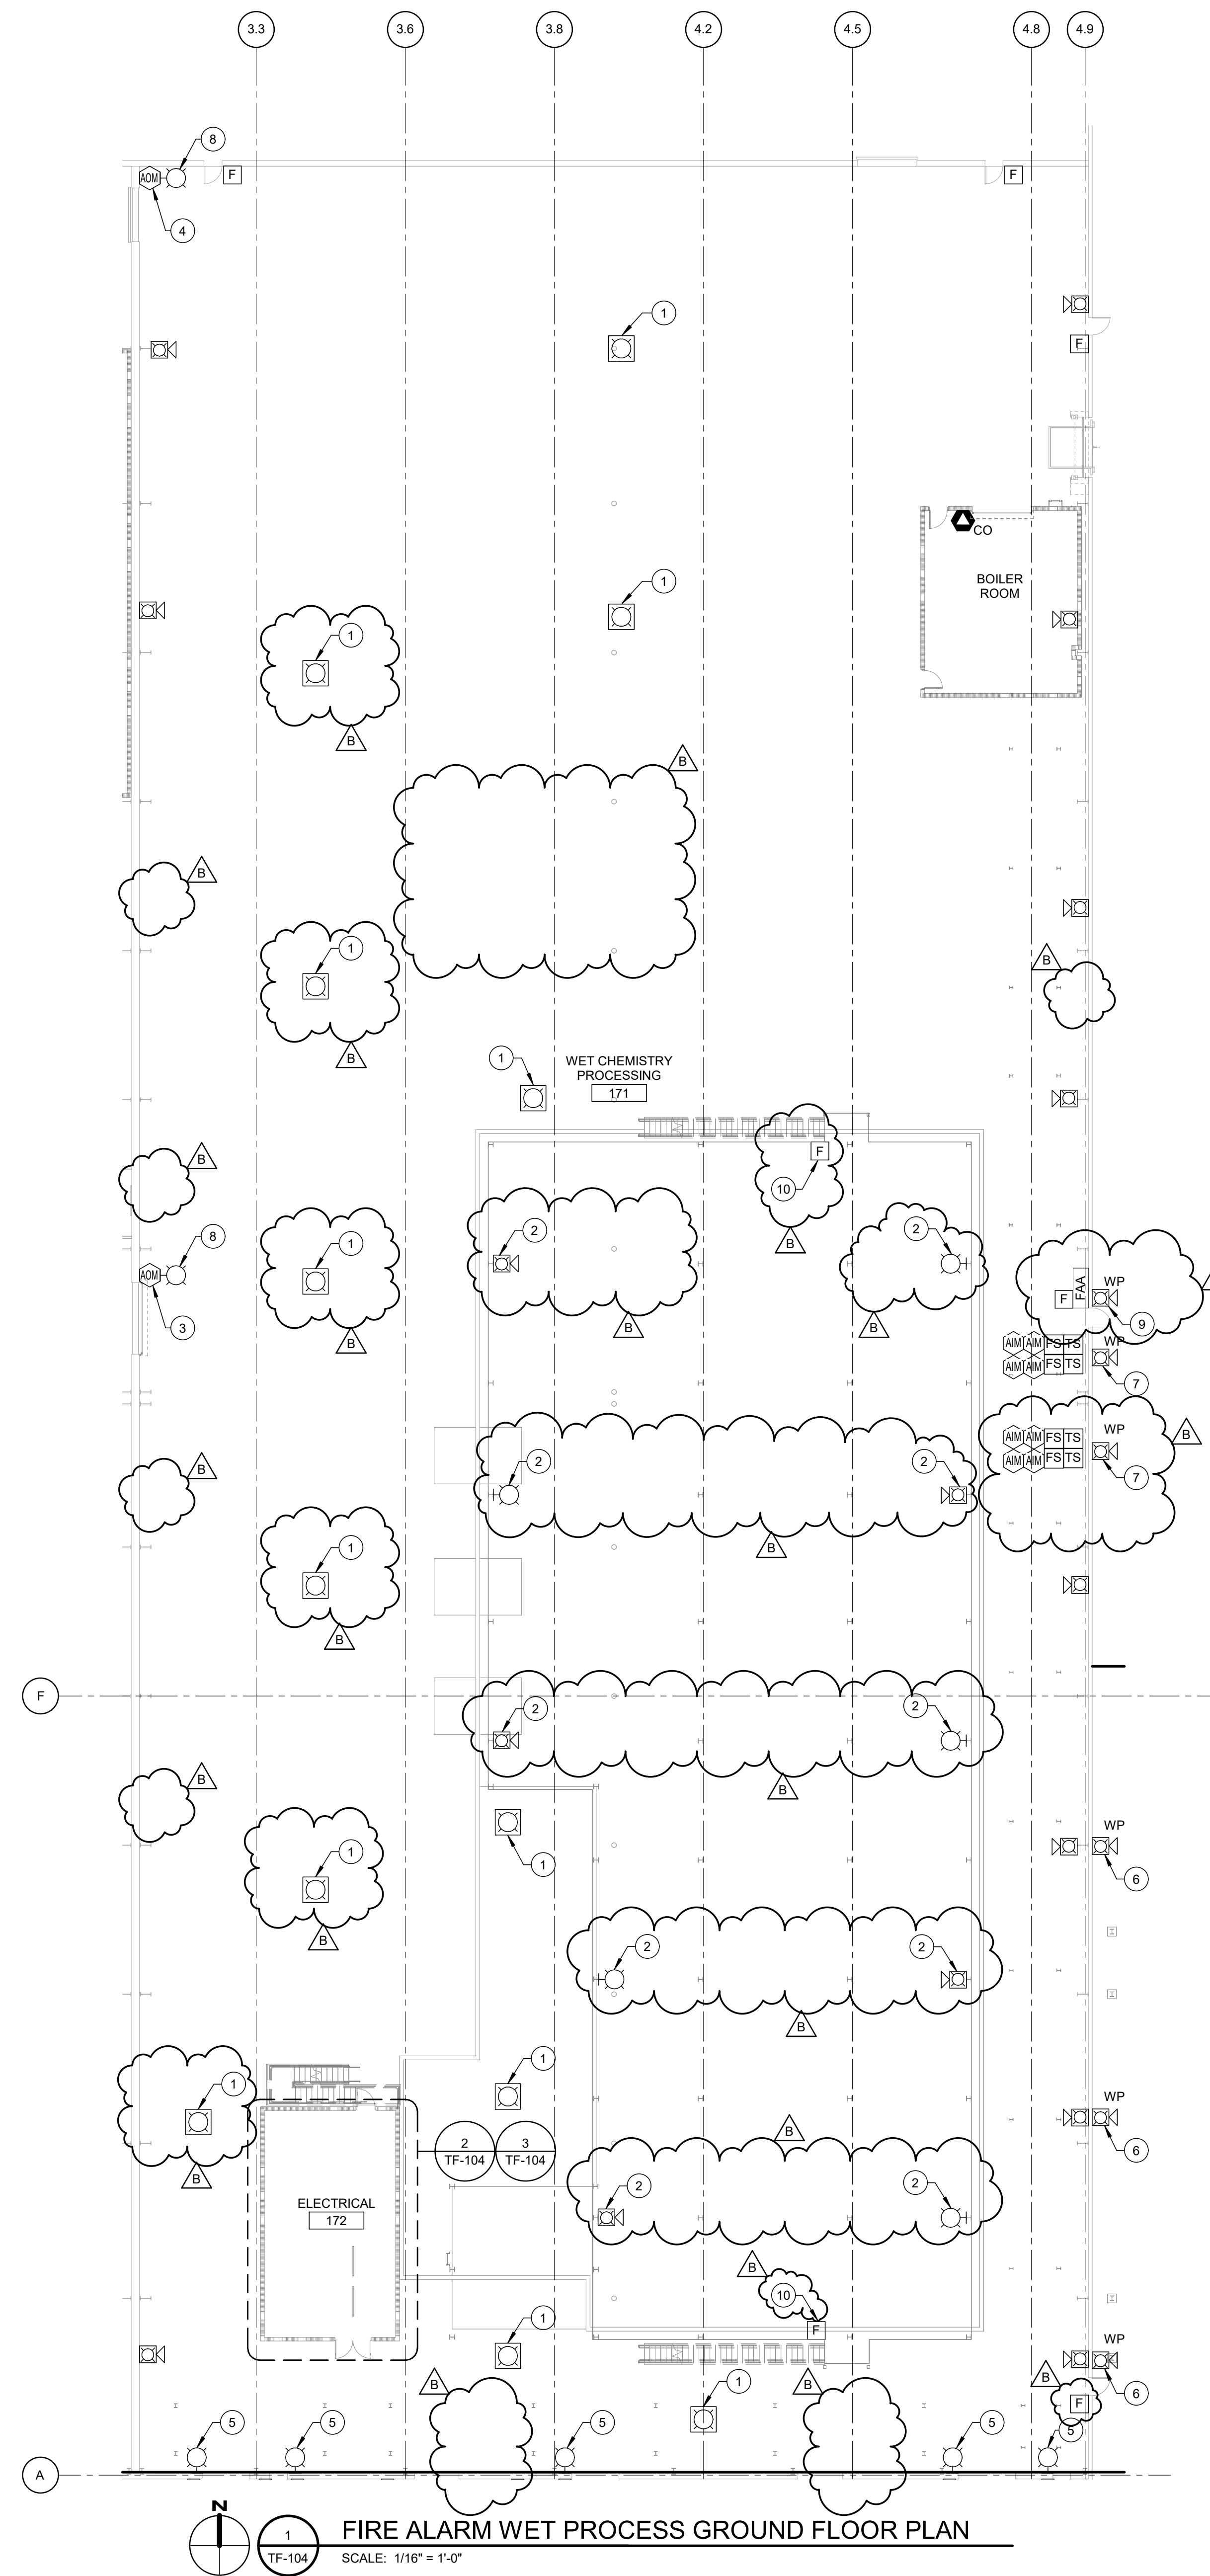 3.3 3.6 3.8 4.2 4.5 4.8 4.9
8
AOM F F
4
1
F
1
CO
BOILER
ROOM
1
B
B
B
1
B
B
1 WET CHEMISTRY
PROCESSING
171
F
B
10
B
8 1 2 2
AOM
FAA WP
F
3
9
B B B
AIM AIM FS TS WP
AIM AIM FS TS
7
B
AIM AIM FS TS WP
B 2 2
AIM AIM FS TS
7
1
B
B
F
2 2
B
B
WP
1
1
6
B
2 2
B
1
1
WP
B
2 3
TF-104 TF-104
6
B
2 2
ELECTRICAL
172
B
10
1
F
WP
B B B
1
6
F
5 5 5 5 5
A
N
1
TF-104
FIRE ALARM WET PROCESS GROUND FLOOR PLAN
SCALE: 1/16" = 1'-0"